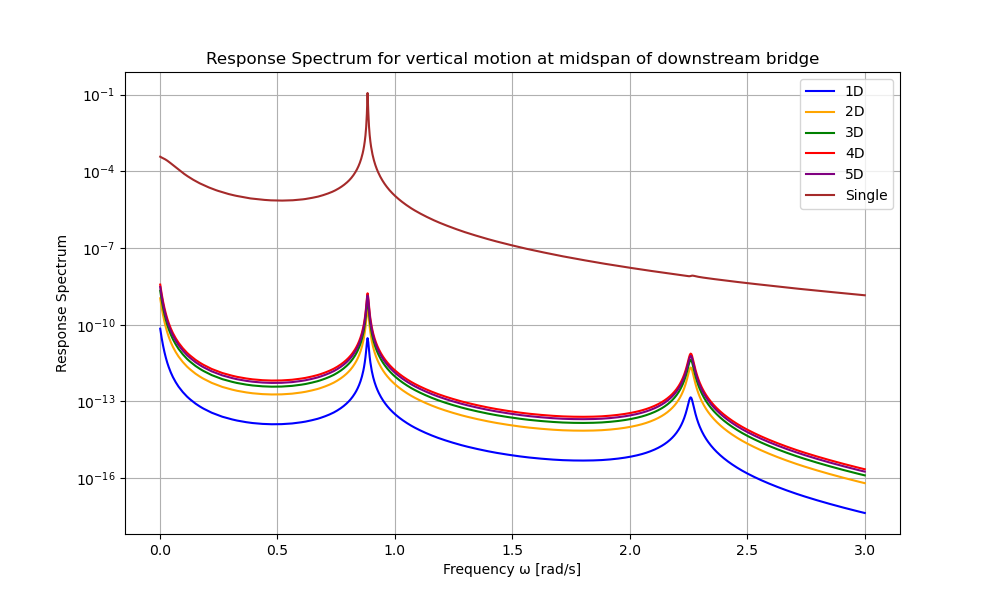 Response Spectrum for vertical motion at midspan of downstream bridge
10⁻¹
10⁻⁴
10⁻⁷
10⁻¹⁰
10⁻¹³
10⁻¹⁶
Response Spectrum
1D
2D
3D
4D
5D
Single
0.0 0.5 1.0 1.5 2.0 2.5 3.0
Frequency ω [rad/s]